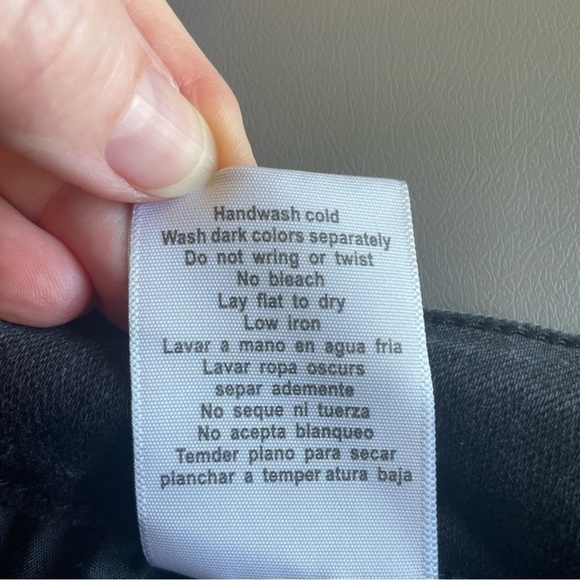 Handwash cold
Wash dark colors separately
Do not wring or twist
No bleach
Lay flat to dry
Low iron
Lavar a mano en agua fria
Lavar ropa oscurs
separ ademente
No seque ni tuerza
No acepta blanqueo
Temder plano para secar
planchar a temper atura baja